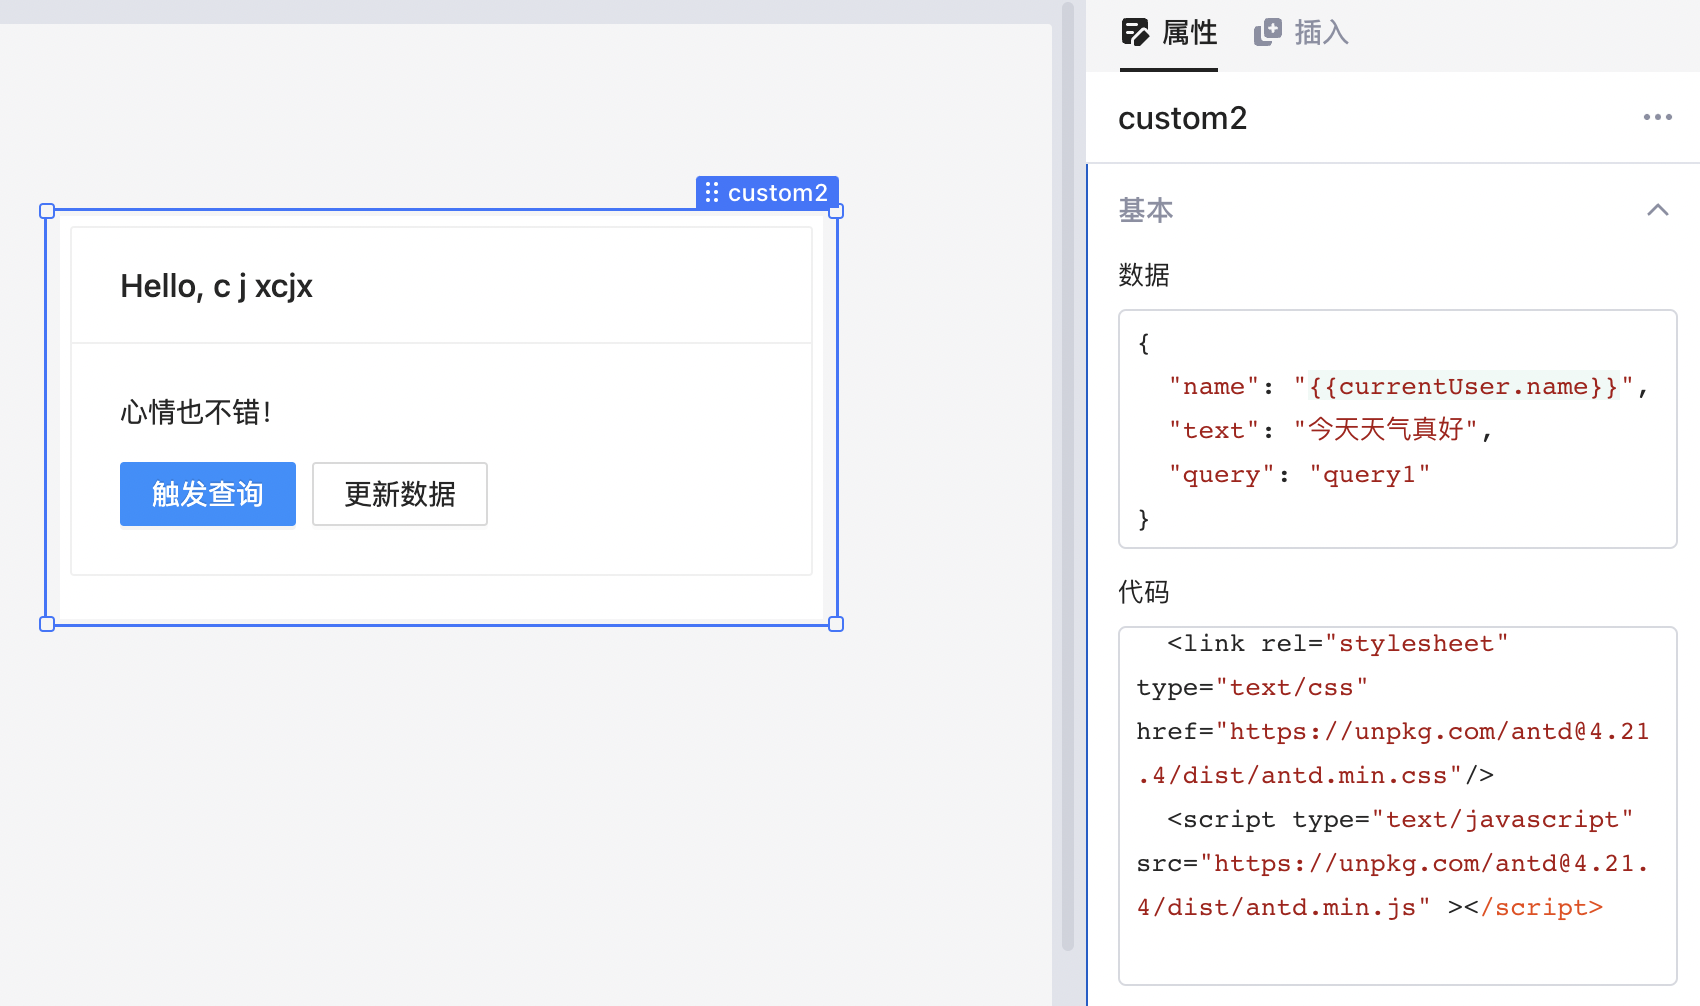 属性
插入
custom2
custom2
Hello, c j xcjx
心情也不错！
触发查询
更新数据
基本
数据
{
"name": "{{currentUser.name}}",
"text": "今天天气真好",
"query": "query1"
}
代码
<link rel="stylesheet"
type="text/css"
href="https://unpkg.com/antd@4.21
.4/dist/antd.min.css"/>
<script type="text/javascript"
src="https://unpkg.com/antd@4.21.
4/dist/antd.min.js" ></script>